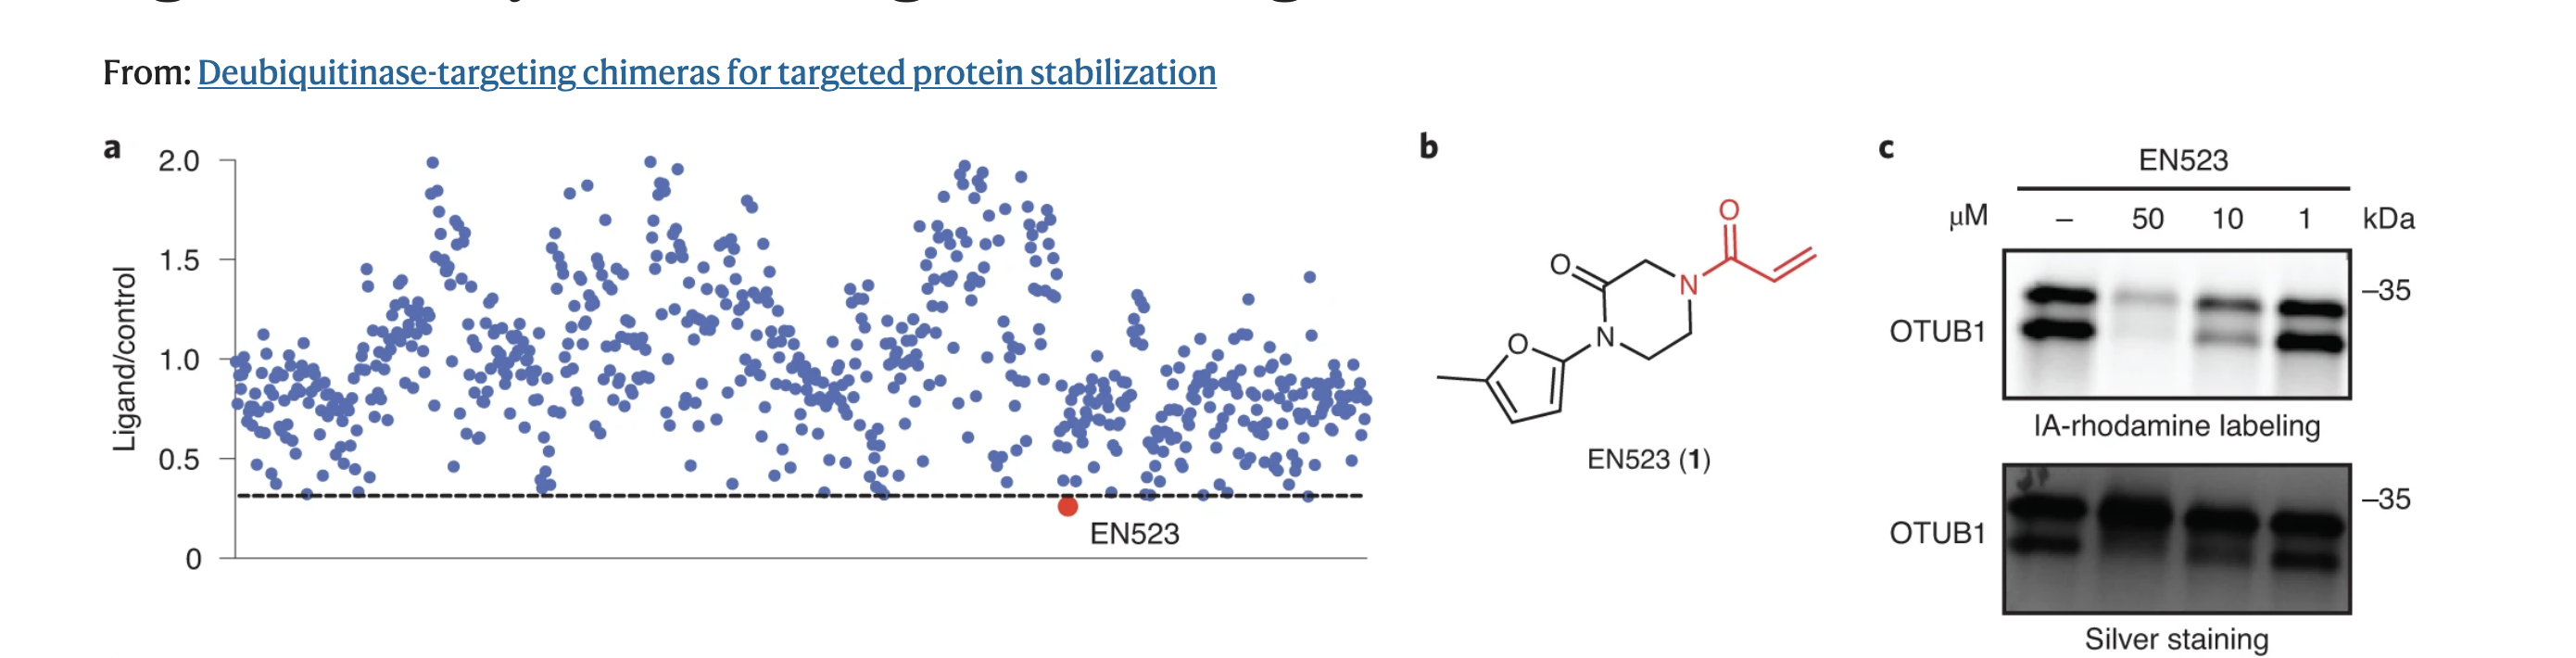 From: Deubiquitinase-targeting chimeras for targeted protein stabilization
a
2.0
1.5
1.0
0.5
0
Ligand/control
EN523
b
O
O
N
N
O
EN523 (1)
c
EN523
μM – 50 10 1 kDa
–35
OTUB1
IA-rhodamine labeling
–35
OTUB1
Silver staining